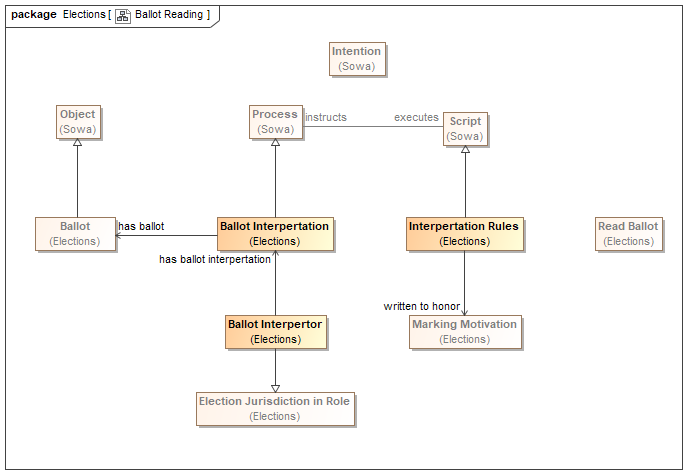 package Elections [ Ballot Reading ]
Intention
(Sowa)
Object
(Sowa)
Process
(Sowa)
instructs
executes
Script
(Sowa)
Ballot
(Elections)
has ballot
Ballot Interpertation
(Elections)
Interpertation Rules
(Elections)
Read Ballot
(Elections)
has ballot interpertation
written to honor
Ballot Interpertor
(Elections)
Marking Motivation
(Elections)
Election Jurisdiction in Role
(Elections)